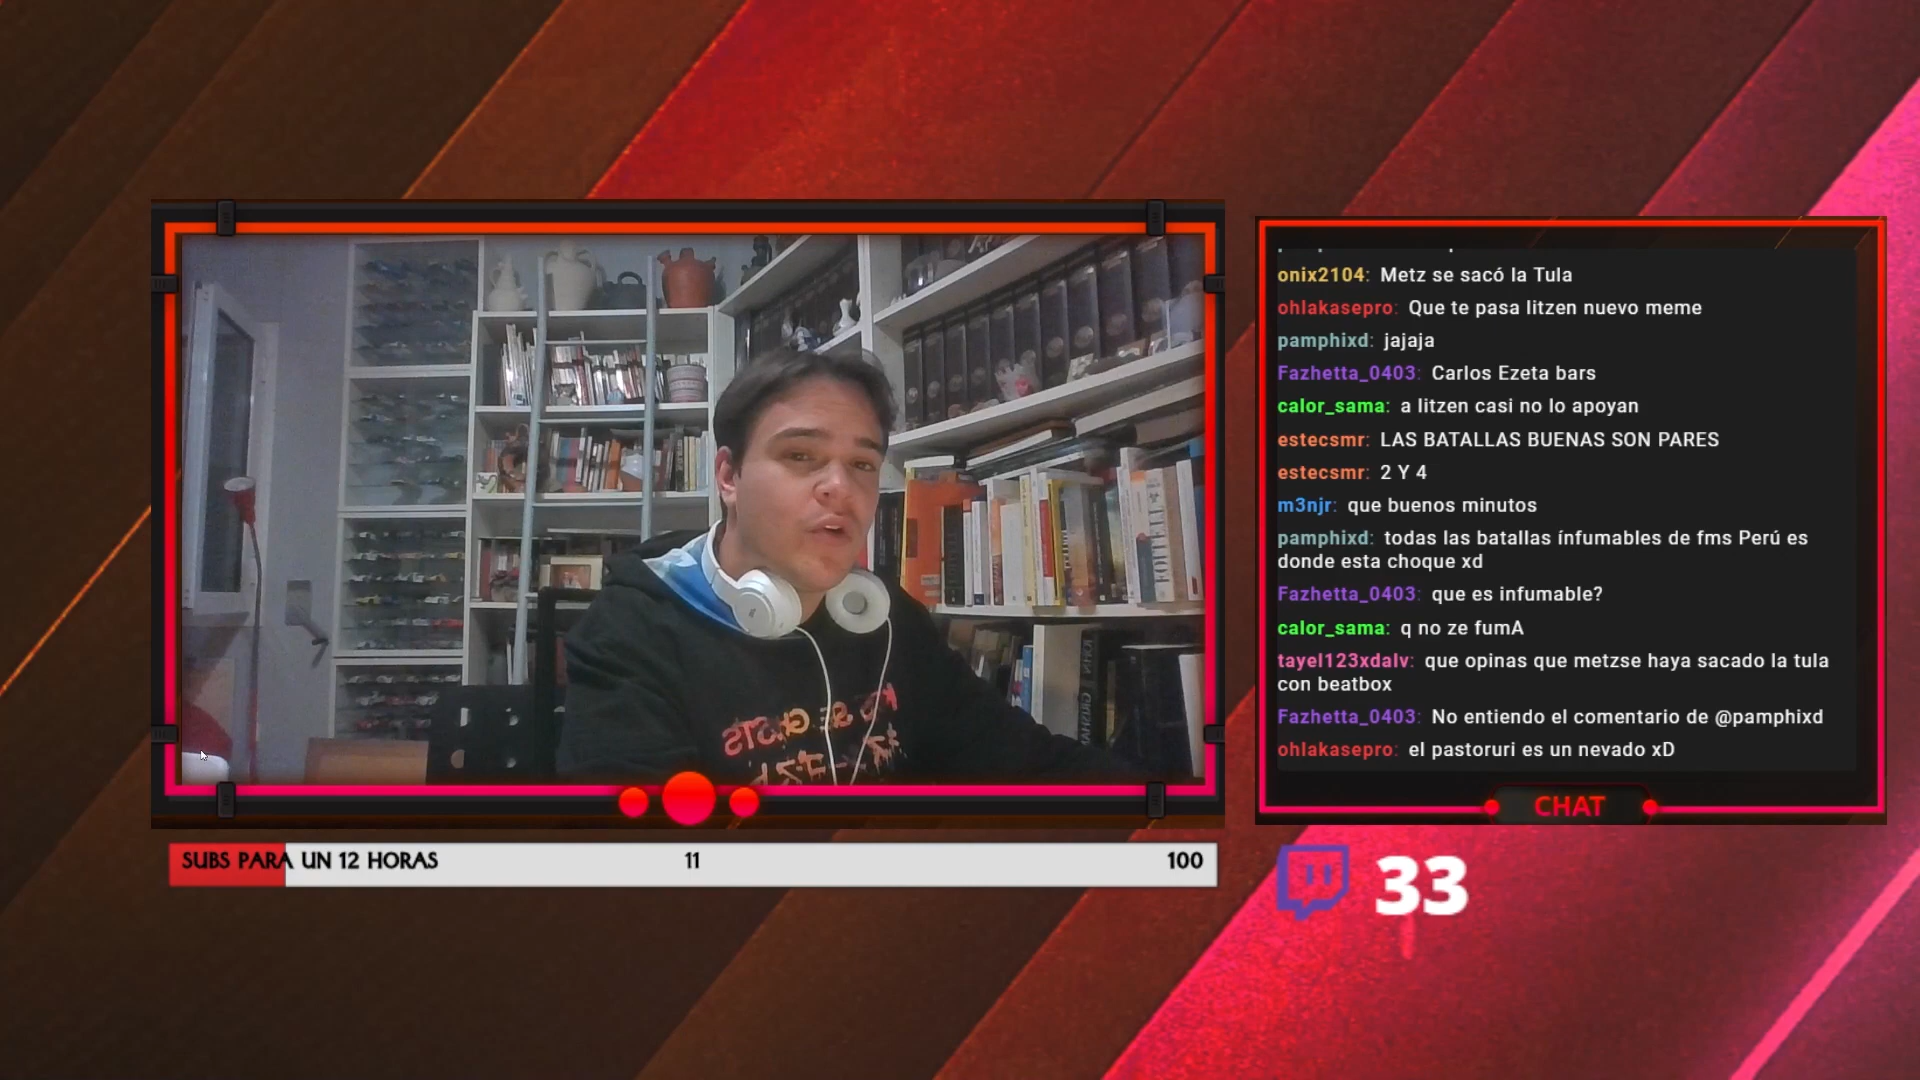 onix2104: Metz se sacó la Tula
ohlakasepro: Que te pasa litzen nuevo meme
pamphixd: jajaja
Fazhetta_0403: Carlos Ezeta bars
calor_sama: a litzen casi no lo apoyan
estecsmr: LAS BATALLAS BUENAS SON PARES
estecsmr: 2 Y 4
m3njr: que buenos minutos
pamphixd: todas las batallas ínfumables de fms Perú es
donde esta choque xd
Fazhetta_0403: que es infumable?
calor_sama: q no ze fumA
tayel123xdalv: que opinas que metzse haya sacado la tula
con beatbox
Fazhetta_0403: No entiendo el comentario de @pamphixd
ohlakasepro: el pastoruri es un nevado xD
CHAT
SUBS PARA UN 12 HORAS 11 100
33